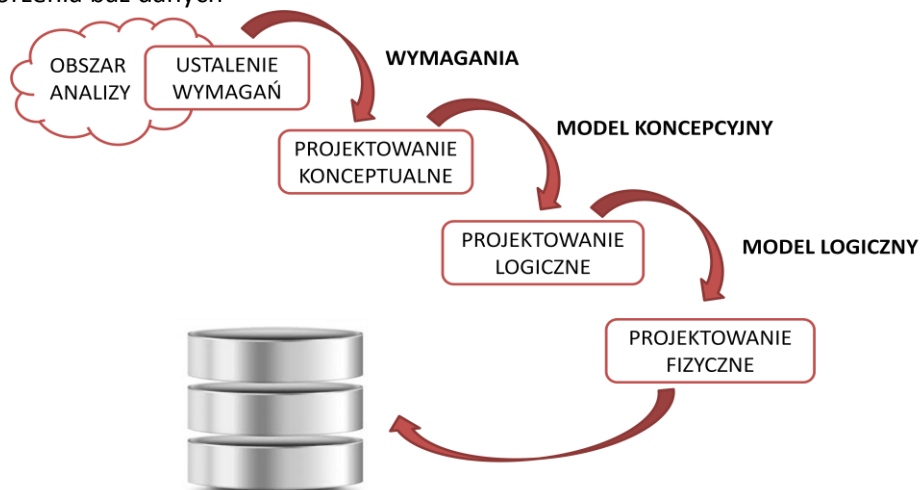 OBSZAR
ANALIZY
USTALENIE
WYMAGAŃ
WYMAGANIA
PROJEKTOWANIE
KONCEPTUALNE
MODEL KONCEPCYJNY
PROJEKTOWANIE
LOGICZNE
MODEL LOGICZNY
PROJEKTOWANIE
FIZYCZNE